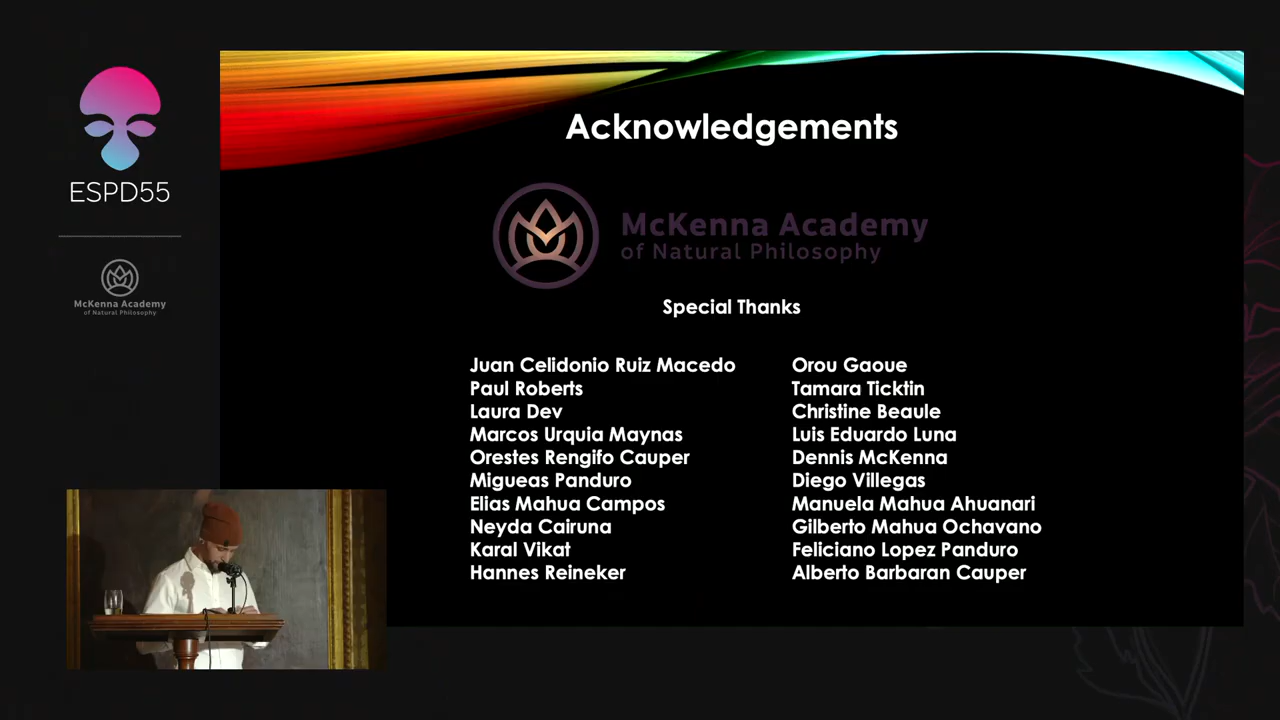 ESPD55
McKenna Academy
of Natural Philosophy
Acknowledgements
McKenna Academy
of Natural Philosophy
Special Thanks
Juan Celidonio Ruiz Macedo
Paul Roberts
Laura Dev
Marcos Urquia Maynas
Orestes Rengifo Cauper
Migueas Panduro
Elias Mahua Campos
Neyda Cairuna
Karal Vikat
Hannes Reineker
Orou Gaoue
Tamara Ticktin
Christine Beaule
Luis Eduardo Luna
Dennis McKenna
Diego Villegas
Manuela Mahua Ahuanari
Gilberto Mahua Ochavano
Feliciano Lopez Panduro
Alberto Barbaran Cauper